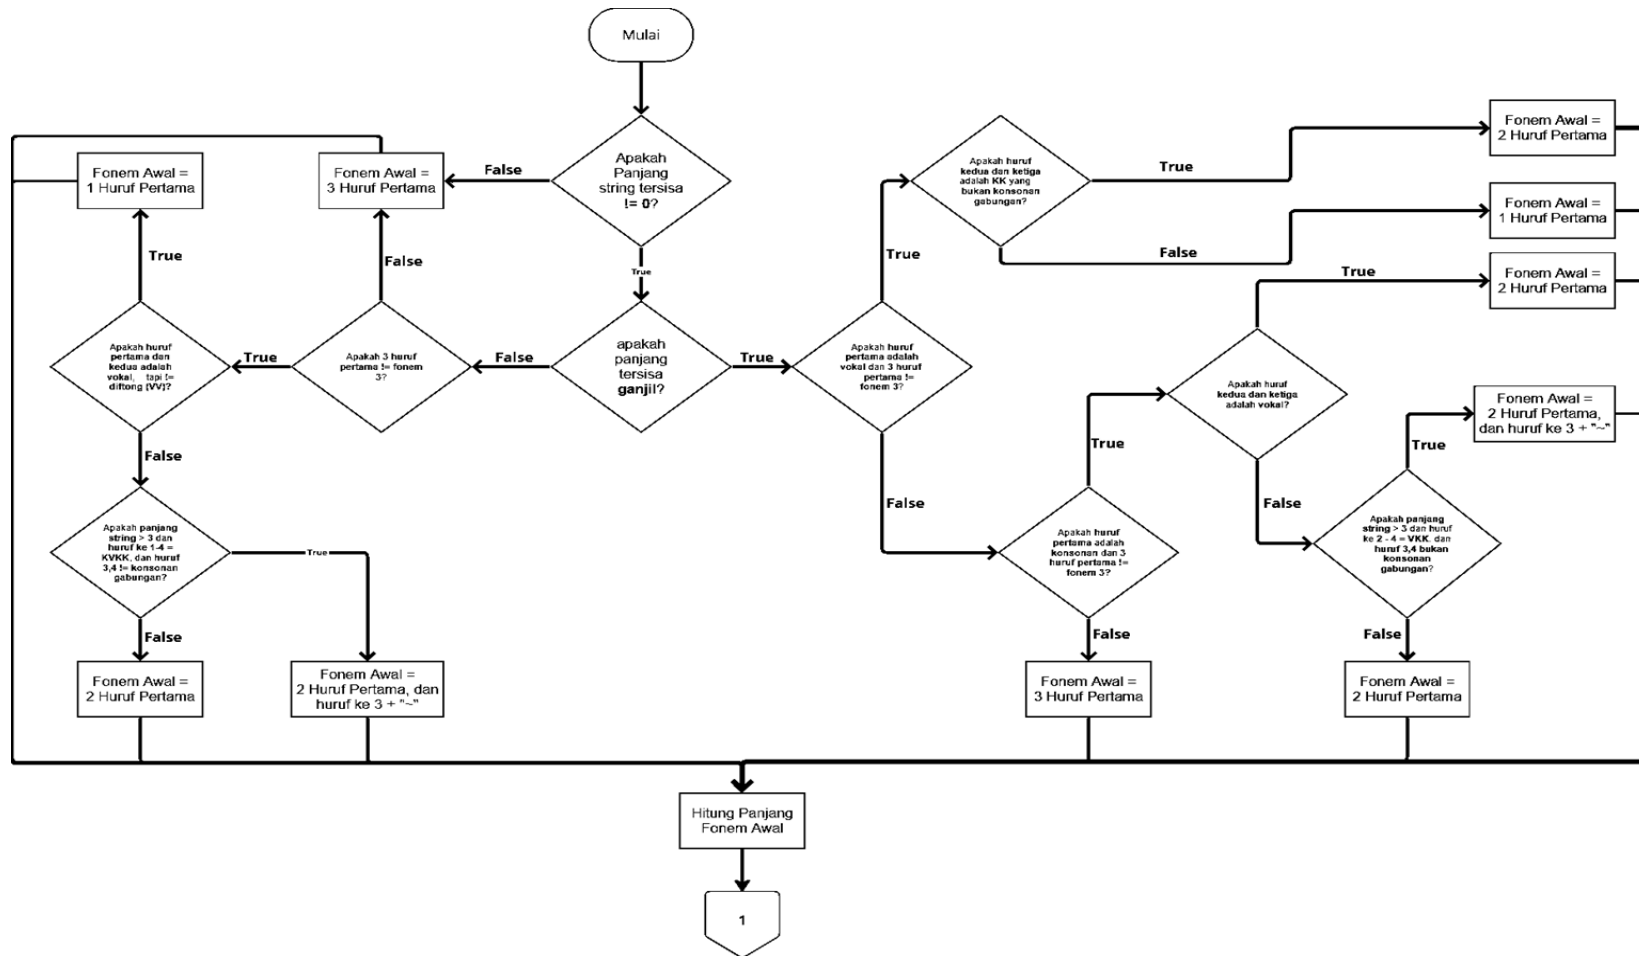 Mulai
Apakah
Panjang
string tersisa
!= 0?
False
True
Fonem Awal =
3 Huruf Pertama
Fonem Awal =
1 Huruf Pertama
apakah
panjang
tersisa
ganjil?
False
True
Apakah 3 huruf
pertama != fonem
3?
False
True
Apakah huruf
pertama dan
kedua adalah
vokal, tapi !=
diftong (VV)?
True
False
Apakah panjang
string > 3 dan
huruf ke 1-4 =
KVKK, dan huruf
3,4 != konsonan
gabungan?
True
False
Fonem Awal =
2 Huruf Pertama
Fonem Awal =
2 Huruf Pertama, dan
huruf ke 3 + "~"
Apakah huruf
pertama adalah
vokal dan 3 huruf
pertama !=
fonem 3?
True
False
Apakah huruf
kedua dan ketiga
adalah KK yang
bukan konsonan
gabungan?
True
False
Fonem Awal =
2 Huruf Pertama
Fonem Awal =
1 Huruf Pertama
Apakah huruf
pertama adalah
konsonan dan 3
huruf pertama !=
fonem 3?
True
False
Fonem Awal =
3 Huruf Pertama
Apakah huruf
kedua dan ketiga
adalah vokal?
True
False
Fonem Awal =
2 Huruf Pertama
Apakah panjang
string > 3 dan huruf
ke 2 - 4 = VKK, dan
huruf 3,4 bukan
konsonan
gabungan?
True
False
Fonem Awal =
2 Huruf Pertama,
dan huruf ke 3 + "~"
Fonem Awal =
2 Huruf Pertama
Hitung Panjang
Fonem Awal
1